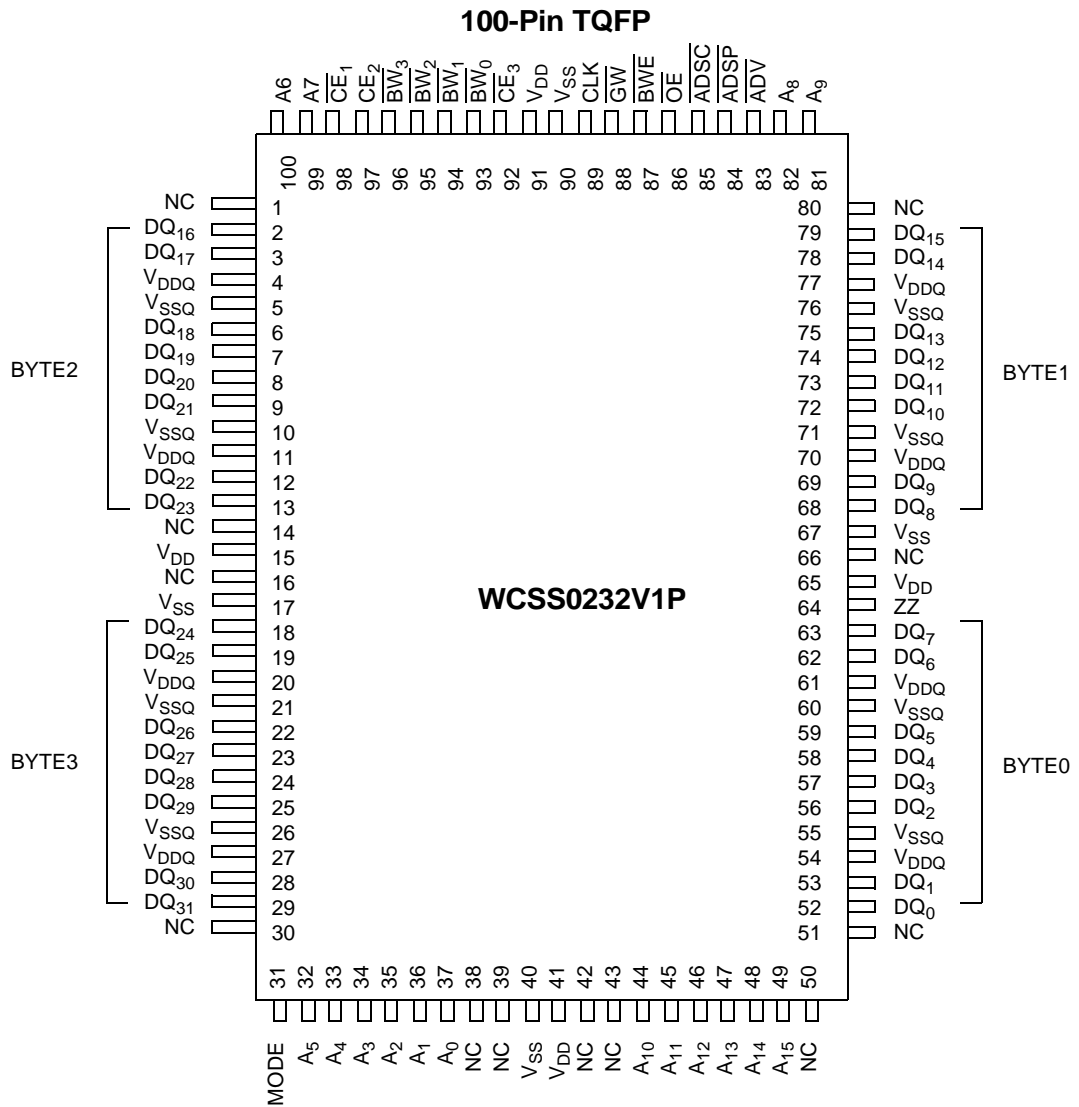 100-Pin TQFP
A6
A7
CE1
CE2
BW3
BW2
BW1
BW0
CE3
VDD
VSS
CLK
GW
BWE
OE
ADSC
ADSP
ADV
A8
A9
100
99
98
97
96
95
94
93
92
91
90
89
88
87
86
85
84
83
82
81
NC 1
DQ16 2
DQ17 3
VDDQ 4
VSSQ 5
DQ18 6
DQ19 7
DQ20 8
DQ21 9
VSSQ 10
VDDQ 11
DQ22 12
DQ23 13
NC 14
VDD 15
NC 16
VSS 17
DQ24 18
DQ25 19
VDDQ 20
VSSQ 21
DQ26 22
DQ27 23
DQ28 24
DQ29 25
VSSQ 26
VDDQ 27
DQ30 28
DQ31 29
NC 30
BYTE2
BYTE3
WCSS0232V1P
80 NC
79 DQ15
78 DQ14
77 VDDQ
76 VSSQ
75 DQ13
74 DQ12
73 DQ11
72 DQ10
71 VSSQ
70 VDDQ
69 DQ9
68 DQ8
67 VSS
66 NC
65 VDD
64 ZZ
63 DQ7
62 DQ6
61 VDDQ
60 VSSQ
59 DQ5
58 DQ4
57 DQ3
56 DQ2
55 VSSQ
54 VDDQ
53 DQ1
52 DQ0
51 NC
BYTE1
BYTE0
31
32
33
34
35
36
37
38
39
40
41
42
43
44
45
46
47
48
49
50
MODE
A5
A4
A3
A2
A1
A0
NC
NC
VSS
VDD
NC
NC
A10
A11
A12
A13
A14
A15
NC